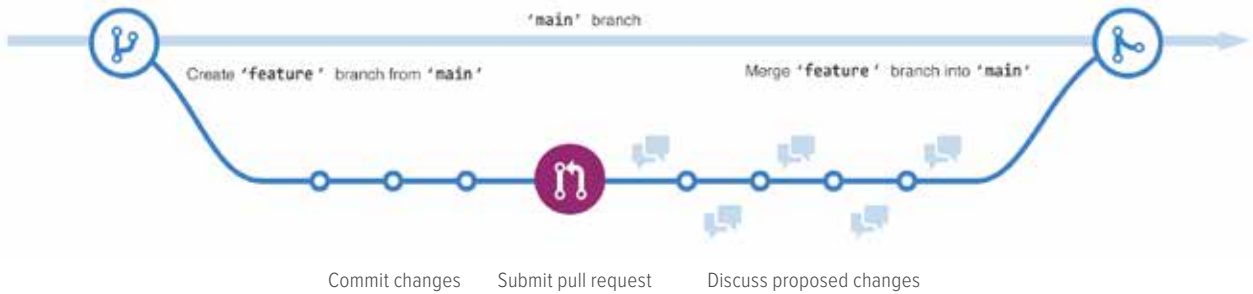 'main' branch
Create 'feature' branch from 'main'
Merge 'feature' branch into 'main'
Commit changes
Submit pull request
Discuss proposed changes